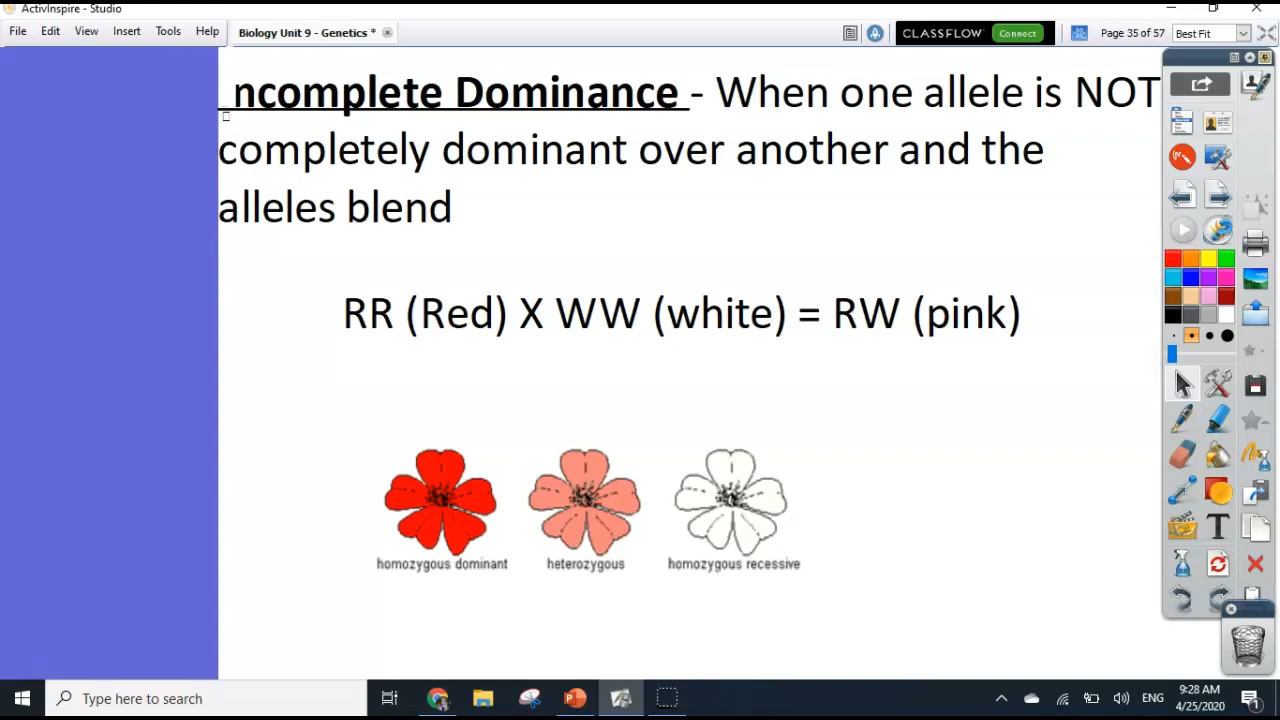 ActivInspire - Studio
File Edit View Insert Tools Help
Biology Unit 9 - Genetics *
CLASSFLOW Connect
Page 35 of 57
Best Fit
ncomplete Dominance - When one allele is NOT
completely dominant over another and the
alleles blend
RR (Red) X WW (white) = RW (pink)
homozygous dominant heterozygous homozygous recessive
Type here to search
ENG
9:28 AM
4/25/2020
1